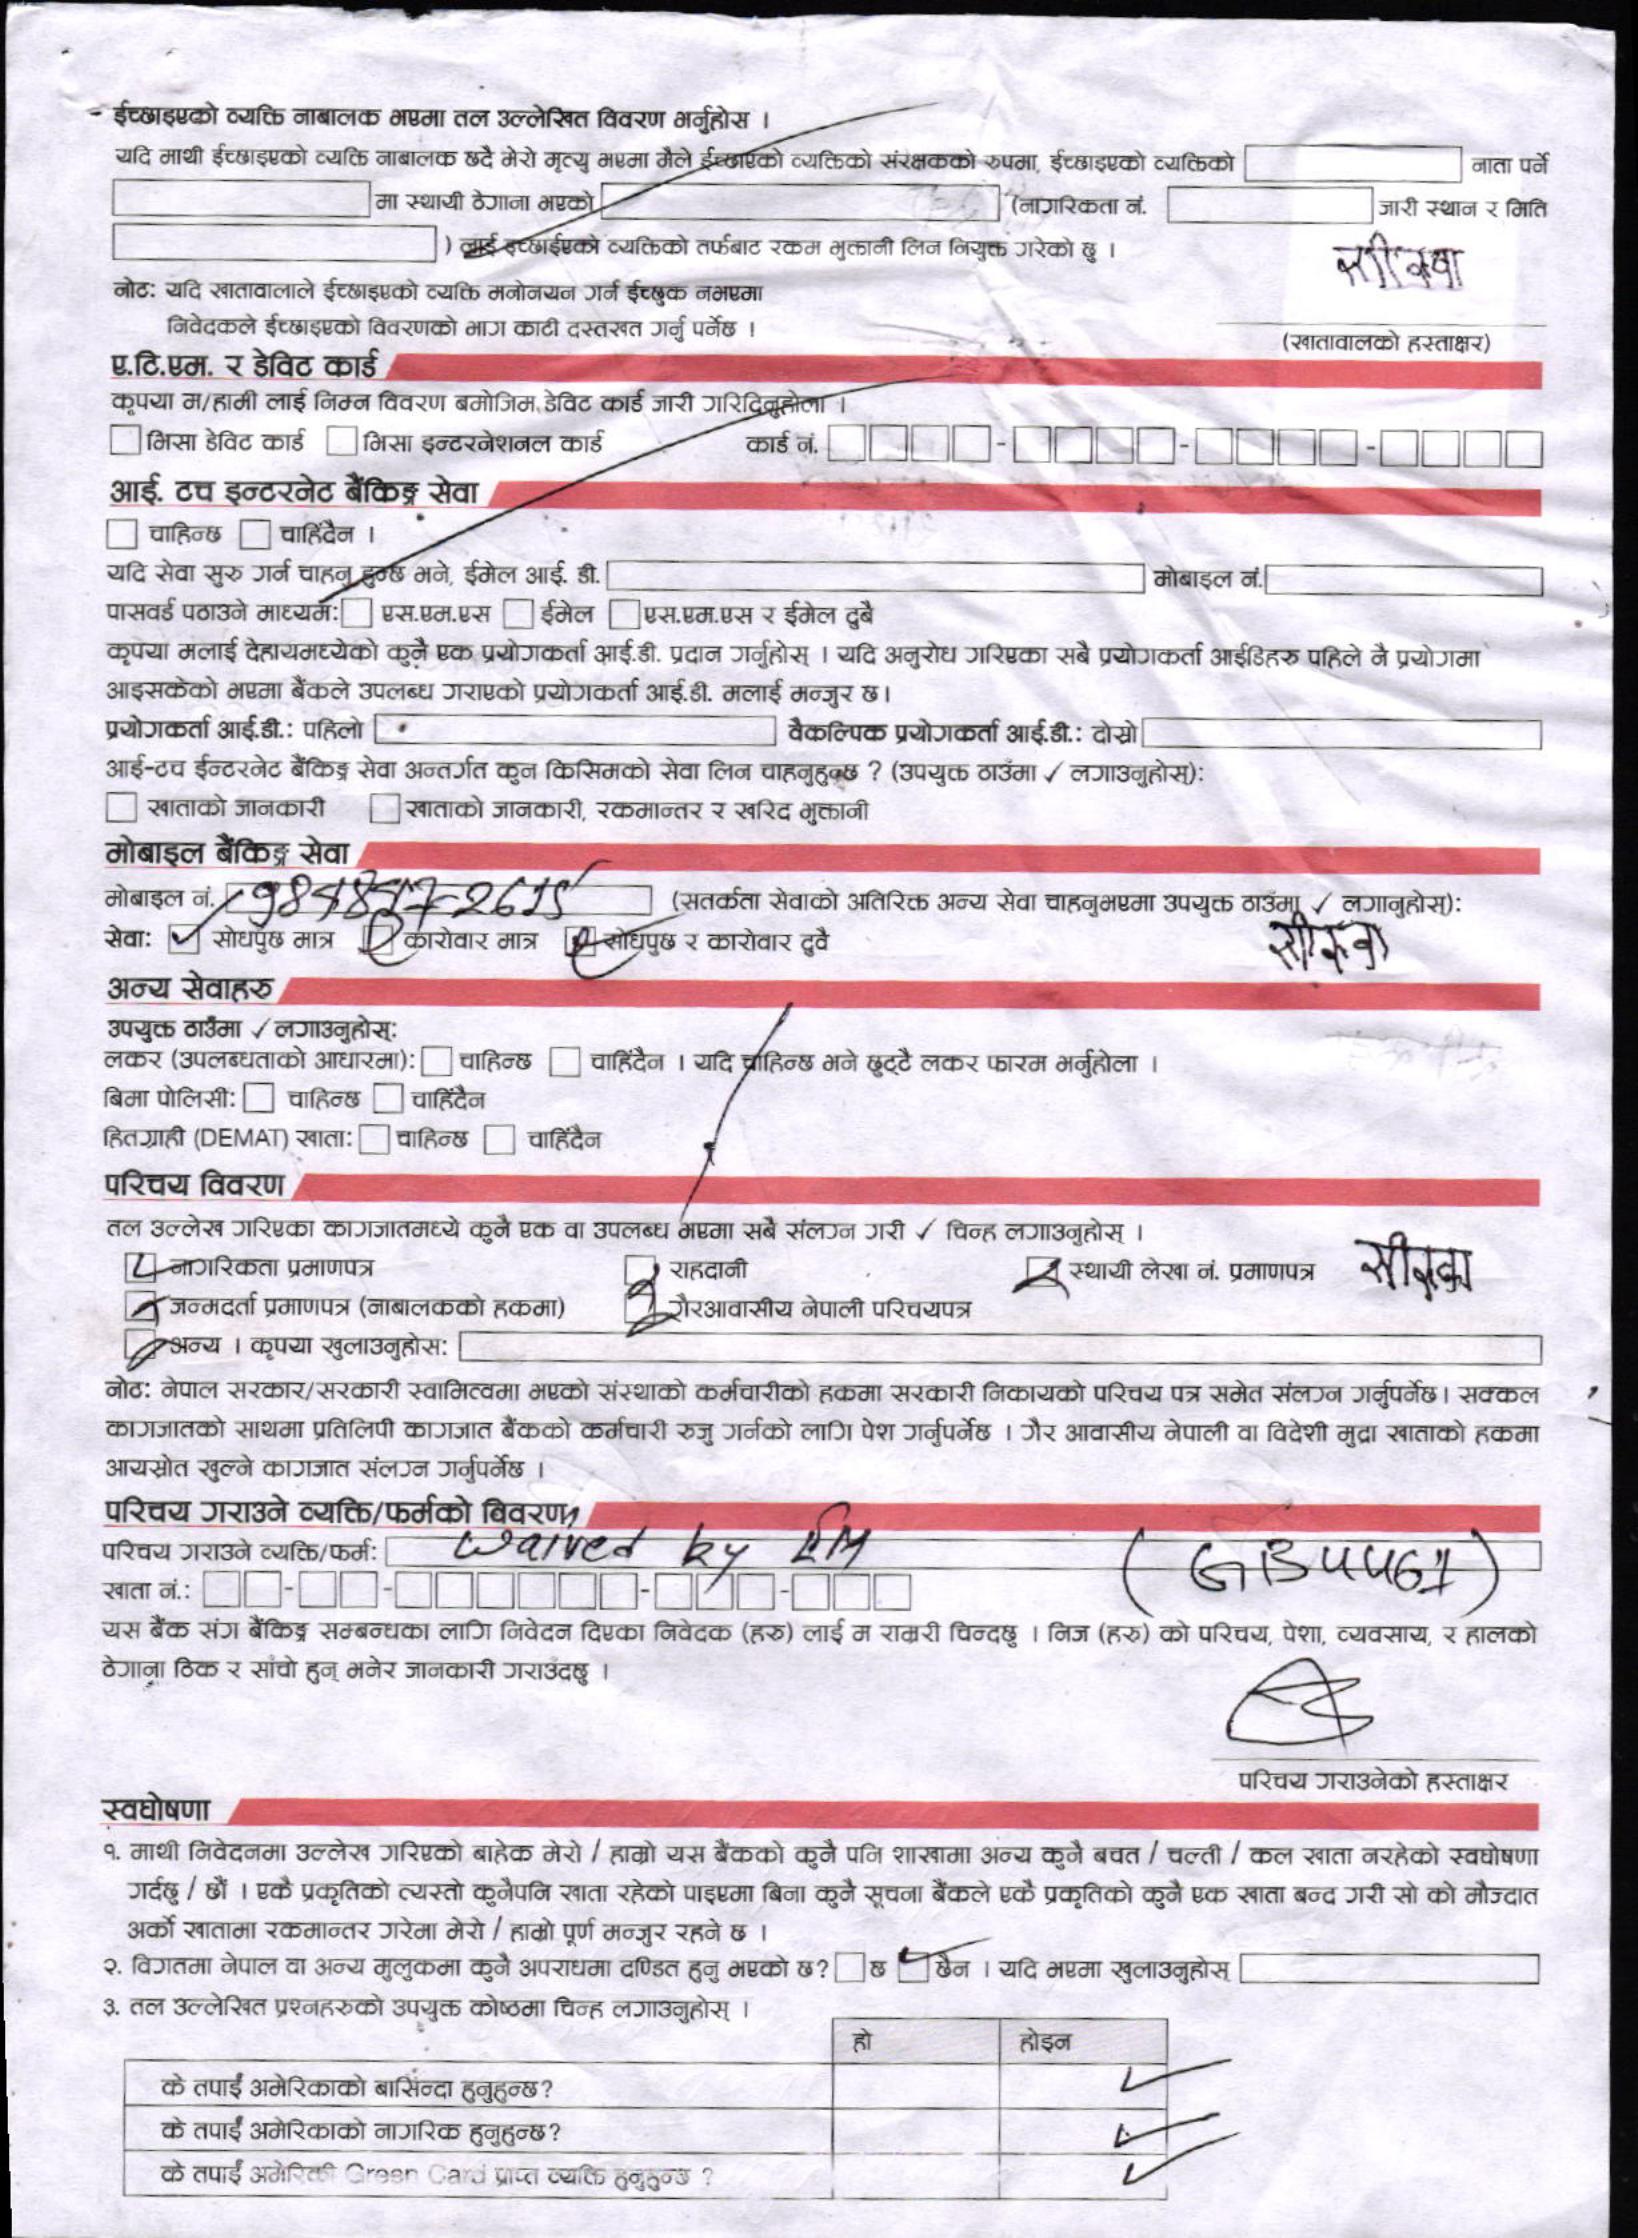 ईच्छाइएको व्यक्ति नाबालक भएमा तल उल्लेखित विवरण भर्नुहोस ।
यदि माथी ईच्छाइएको व्यक्ति नाबालक छदै मेरो मृत्यु भएमा मैले ईच्छाएको व्यक्तिको संरक्षकको रुपमा, ईच्छाइएको व्यक्तिको नाता पर्ने
मा स्थायी ठेगाना भएको (नागरिकता नं. जारी स्थान र मिति
) लाई इच्छाईएको व्यक्तिको तर्फबाट रकम भुक्तानी लिन नियुक्त गरेको छु ।
नोट: यदि खातावालाले ईच्छाइएको व्यक्ति मनोनयन गर्न ईच्छुक नभएमा
निवेदकले ईच्छाइएको विवरणको भाग काटी दस्तखत गर्नु पर्नेछ ।
(खातावालको हस्ताक्षर)
ए.टि.एम. र डेविट कार्ड
कृपया म/हामी लाई निम्न विवरण बमोजिम डेविट कार्ड जारी गरिदिनुहोला ।
भिसा डेविट कार्ड भिसा इन्टरनेशनल कार्ड कार्ड नं. - - -
आई. टच इन्टरनेट बैंकिङ्ग सेवा
चाहिन्छ चाहिंदैन ।
यदि सेवा सुरु गर्न चाहनु हुन्छ भने, ईमेल आई. डी. मोबाइल नं.
पासवर्ड पठाउने माध्यम: एस.एम.एस ईमेल एस.एम.एस र ईमेल दुबै
कृपया मलाई देहायमध्येको कुनै एक प्रयोगकर्ता आई.डी. प्रदान गर्नुहोस् । यदि अनुरोध गरिएका सबै प्रयोगकर्ता आईडिहरु पहिले नै प्रयोगमा
आइसकेको भएमा बैंकले उपलब्ध गराएको प्रयोगकर्ता आई.डी. मलाई मन्जुर छ।
प्रयोगकर्ता आई.डी.: पहिलो वैकल्पिक प्रयोगकर्ता आई.डी.: दोस्रो
आई-टच ईन्टरनेट बैंकिङ्ग सेवा अन्तर्गत कुन किसिमको सेवा लिन चाहनुहुन्छ ? (उपयुक्त ठाउँमा ✓ लगाउनुहोस्):
खाताको जानकारी खाताको जानकारी, रकमान्तर र खरिद भुक्तानी
मोबाइल बैंकिङ्ग सेवा
मोबाइल नं. (सतर्कता सेवाको अतिरिक्त अन्य सेवा चाहनुभएमा उपयुक्त ठाउँमा ✓ लगानुहोस्):
सेवा: सोधपुछ मात्र कारोवार मात्र सोधपुछ र कारोवार दुवै
अन्य सेवाहरु
उपयुक्त ठाउँमा ✓ लगाउनुहोस्:
लकर (उपलब्धताको आधारमा): चाहिन्छ चाहिंदैन । यदि चाहिन्छ भने छुट्टै लकर फारम भर्नुहोला ।
बिमा पोलिसी: चाहिन्छ चाहिंदैन
हितग्राही (DEMAT) खाता: चाहिन्छ चाहिंदैन
परिचय विवरण
तल उल्लेख गरिएका कागजातमध्ये कुनै एक वा उपलब्ध भएमा सबै संलग्न गरी ✓ चिन्ह लगाउनुहोस् ।
नागरिकता प्रमाणपत्र राहदानी स्थायी लेखा नं. प्रमाणपत्र
जन्मदर्ता प्रमाणपत्र (नाबालकको हकमा) गैरआवासीय नेपाली परिचयपत्र
अन्य । कृपया खुलाउनुहोस:
नोट: नेपाल सरकार/सरकारी स्वामित्वमा भएको संस्थाको कर्मचारीको हकमा सरकारी निकायको परिचय पत्र समेत संलग्न गर्नुपर्नेछ। सक्कल
कागजातको साथमा प्रतिलिपी कागजात बैंकको कर्मचारी रुजु गर्नको लागि पेश गर्नुपर्नेछ । गैर आवासीय नेपाली वा विदेशी मुद्रा खाताको हकमा
आयस्रोत खुल्ने कागजात संलग्न गर्नुपर्नेछ ।
परिचय गराउने व्यक्ति/फर्मको बिवरण
परिचय गराउने व्यक्ति/फर्म: waived by
खाता नं.: - - - -
यस बैंक संग बैंकिङ्ग सम्बन्धका लागि निवेदन दिएका निवेदक (हरु) लाई म राम्ररी चिन्दछु । निज (हरु) को परिचय, पेशा, व्यवसाय, र हालको
ठेगाना ठिक र साँचो हुन् भनेर जानकारी गराउँदछु ।
परिचय गराउनेको हस्ताक्षर
स्वघोषणा
१. माथी निवेदनमा उल्लेख गरिएको बाहेक मेरो / हाम्रो यस बैंकको कुनै पनि शाखामा अन्य कुनै बचत / चल्ती / कल खाता नरहेको स्वघोषणा
गर्दछु / छौं । एकै प्रकृतिको त्यस्तो कुनैपनि खाता रहेको पाइएमा बिना कुनै सूचना बैंकले एकै प्रकृतिको कुनै एक खाता बन्द गरी सो को मौज्दात
अर्को खातामा रकमान्तर गरेमा मेरो / हाम्रो पूर्ण मन्जुर रहने छ ।
२. विगतमा नेपाल वा अन्य मुलुकमा कुनै अपराधमा दण्डित हुनु भएको छ? छ छैन । यदि भएमा खुलाउनुहोस्
३. तल उल्लेखित प्रश्नहरुको उपयुक्त कोष्ठमा चिन्ह लगाउनुहोस् ।
हो होइन
के तपाईं अमेरिकाको बासिन्दा हुनुहुन्छ?
के तपाईं अमेरिकाको नागरिक हुनुहुन्छ?
के तपाईं अमेरिकी Green Card प्राप्त व्यक्ति हुनुहुन्छ ?